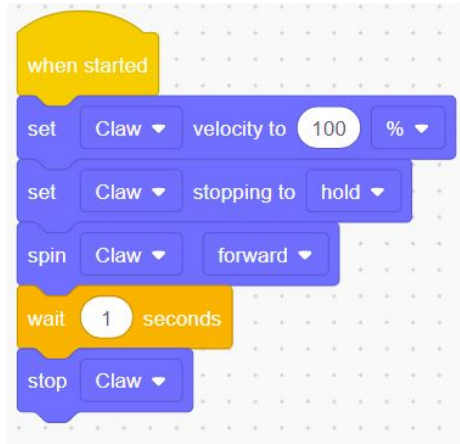 when started
set Claw velocity to 100 %
set Claw stopping to hold
spin Claw forward
wait 1 seconds
stop Claw